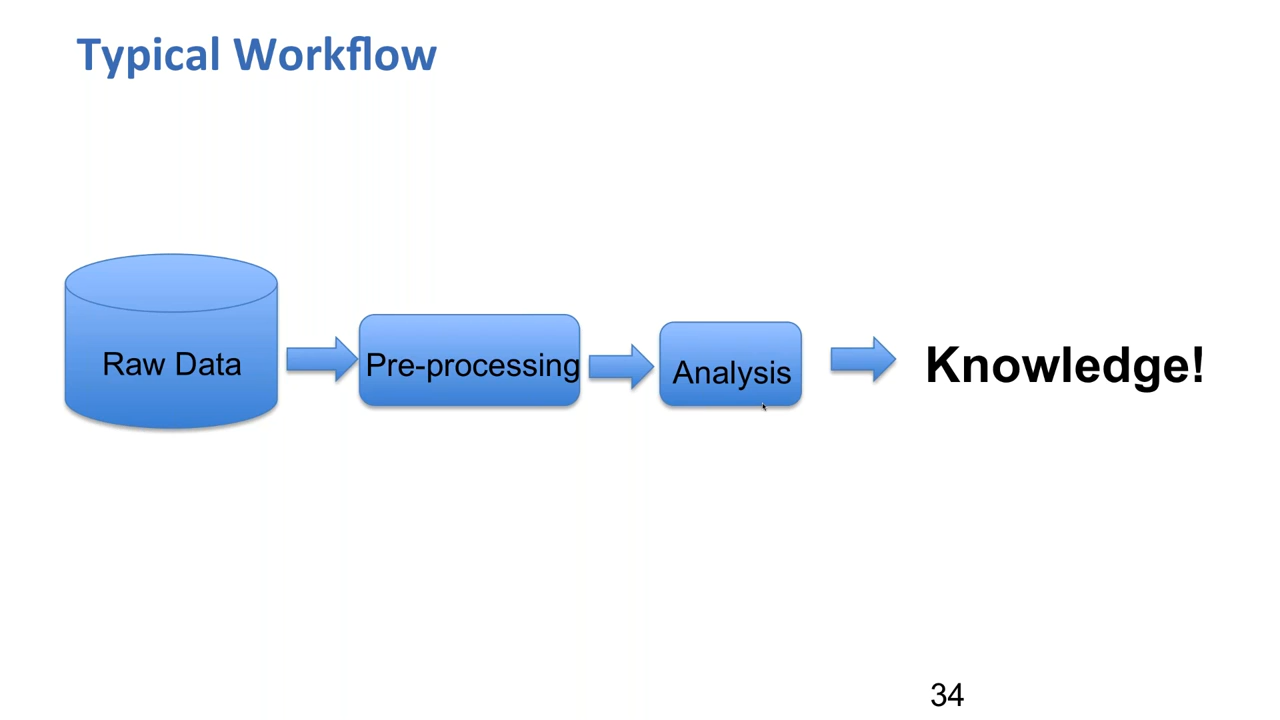 Typical Workflow
Raw Data
Pre-processing
Analysis
Knowledge!
34